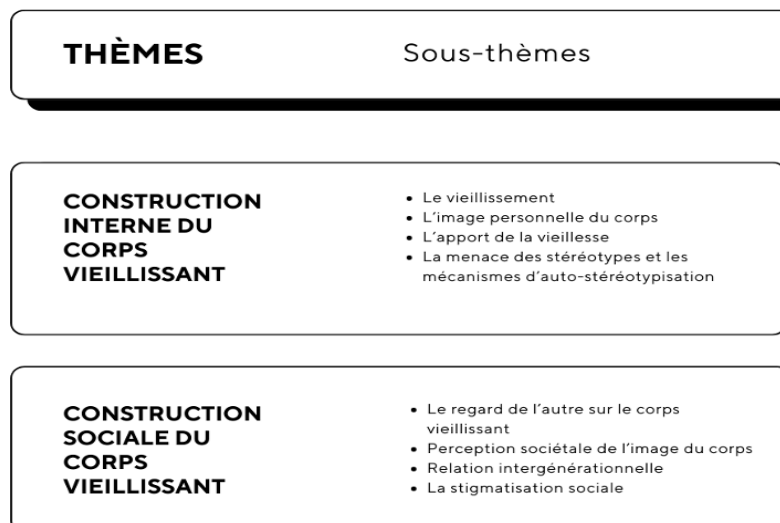 THÈMES
Sous-thèmes
CONSTRUCTION
INTERNE DU
CORPS
VIEILLISSANT
• Le vieillissement
• L'image personnelle du corps
• L'apport de la vieillesse
• La menace des stéréotypes et les
mécanismes d'auto-stéréotypisation
CONSTRUCTION
SOCIALE DU
CORPS
VIEILLISSANT
• Le regard de l'autre sur le corps
vieillissant
• Perception sociétale de l'image du corps
• Relation intergénérationnelle
• La stigmatisation sociale